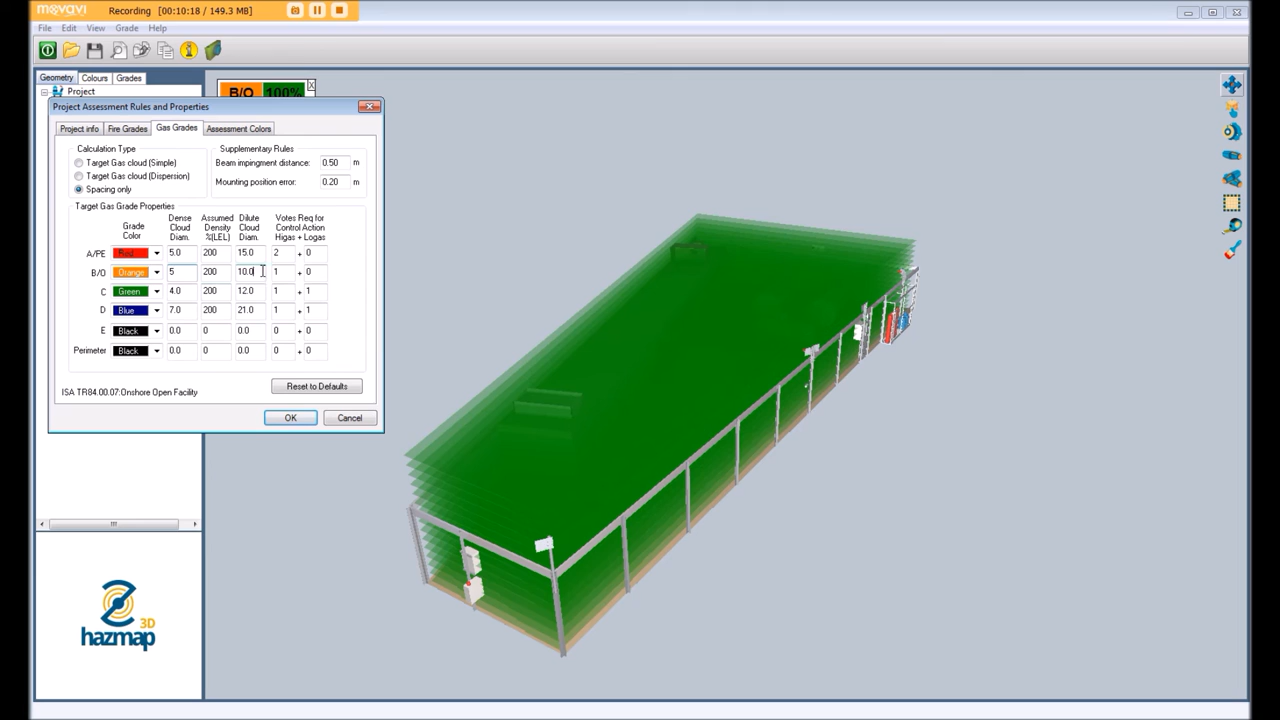 movavi
Recording | 00:10:18 / 149.3 MB
File Edit View Grade Help
Geometry Colours Grades
Project
B/O 100% X
Project Assessment Rules and Properties
Project info Fire Grades Gas Grades Assessment Colors
Calculation Type Supplementary Rules
Target Gas cloud (Simple) Beam impingment distance: 0.50 m
Target Gas cloud (Dispersion) Mounting position error: 0.20 m
Spacing only
Target Gas Grade Properties
Grade Color Dense Cloud Diam. Assumed Density %(LEL) Dilute Cloud Diam. Votes Req for Control Action Higas + Logas
A/PE Red 5.0 200 15.0 2 + 0
B/O Orange 5 200 10.0 1 + 0
C Green 4.0 200 12.0 1 + 1
D Blue 7.0 200 21.0 1 + 1
E Black 0.0 0 0.0 0 + 0
Perimeter Black 0.0 0 0.0 0 + 0
ISA TR84.00.07:Onshore Open Facility Reset to Defaults
OK Cancel
3D
hazmap